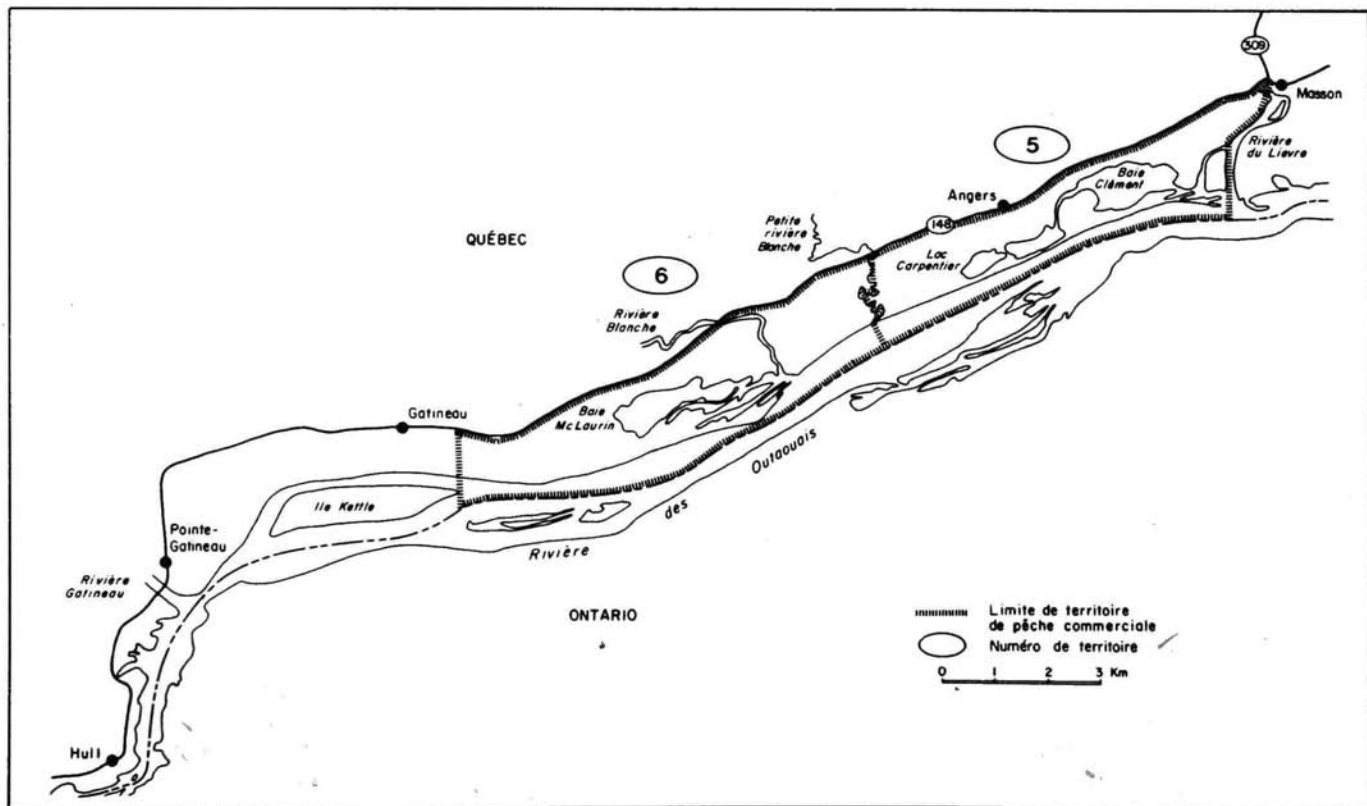 309
Masson
5
Rivière
du Lievre
Baie
Clément
Angers
148
Petite
rivière
Blanche
Lac
Carpentier
QUÉBEC
6
Rivière
Blanche
Gatineau
Baie
McLaurin
Ile Kettle
Rivière des Outaouais
Pointe-
Gatineau
Rivière
Gatineau
Hull
ONTARIO
Limite de territoire
de pêche commerciale
Numéro de territoire
0 1 2 3 Km